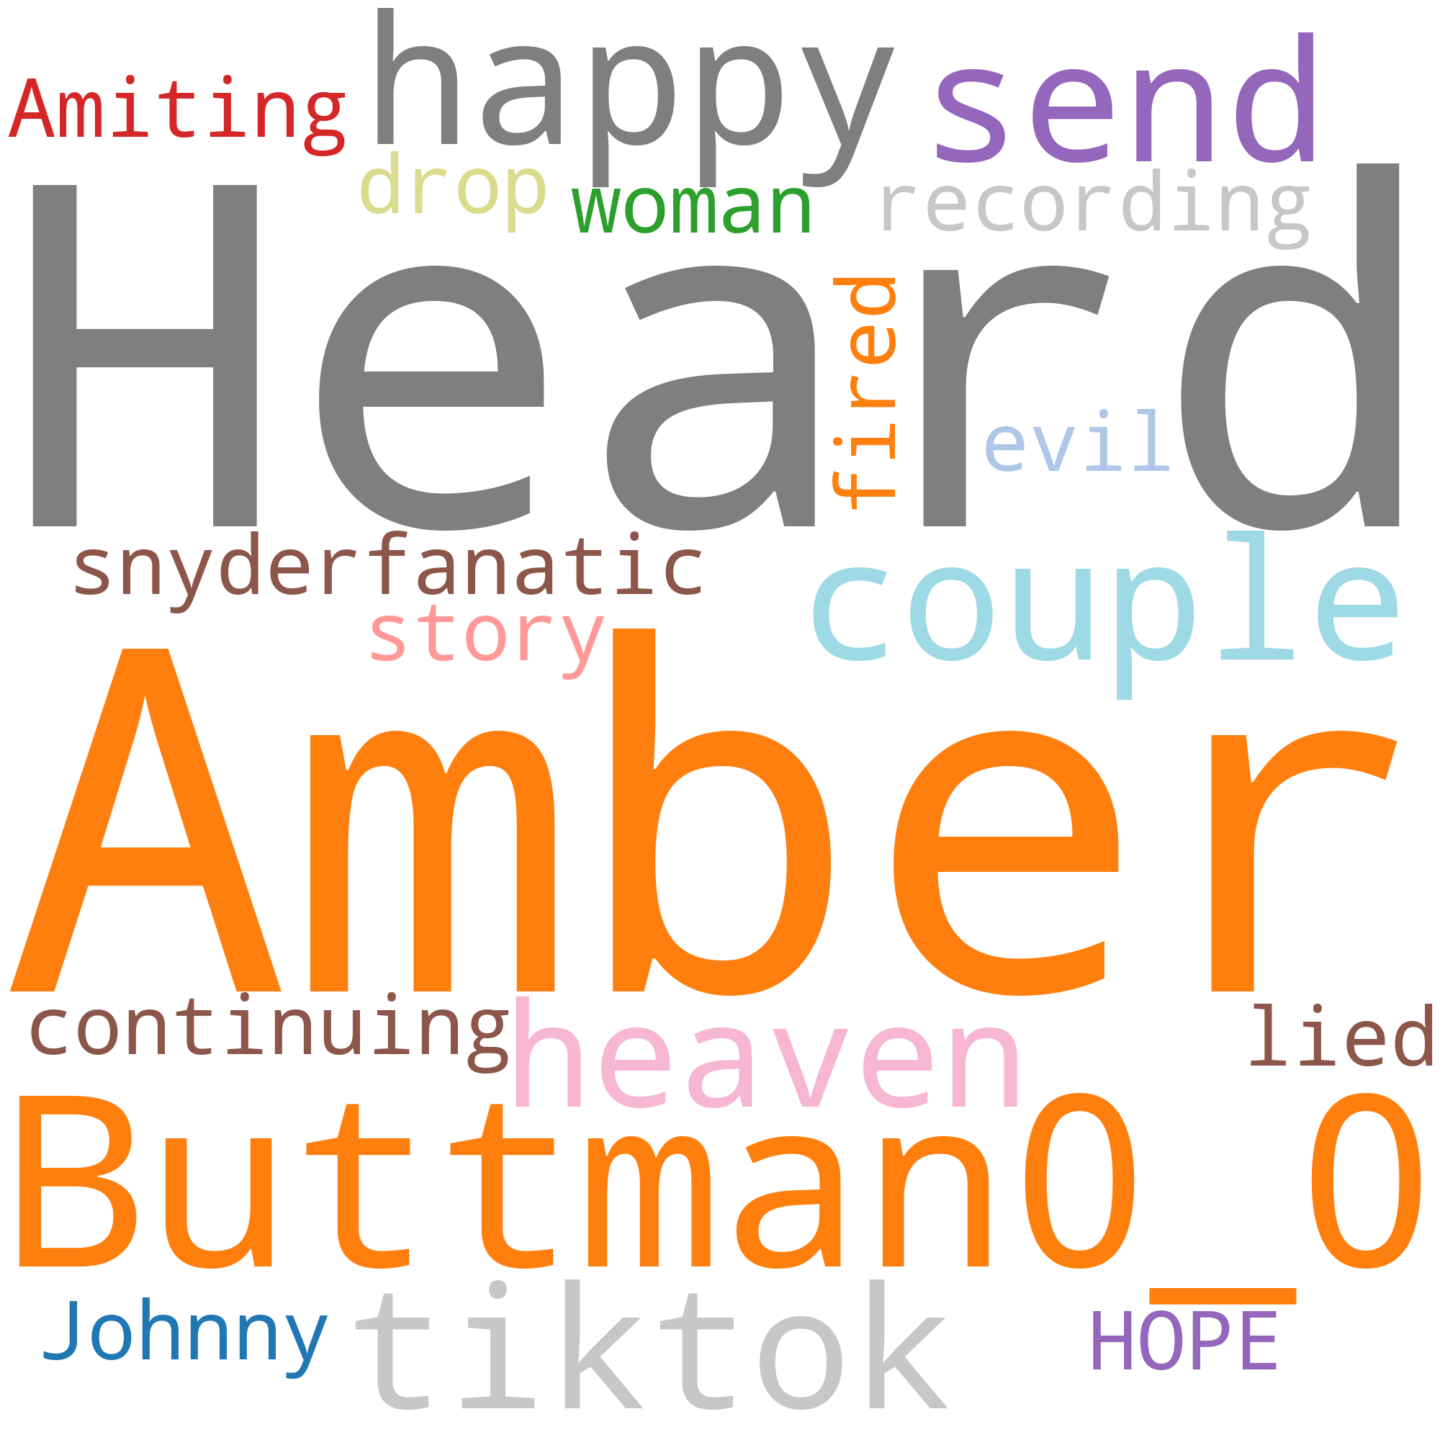 Amiting happy send
drop woman recording
Heard
fired
evil
snyderfanatic couple
story
Amber
continuing heaven lied
ButtmanO_O
Johnny tiktok HOPE